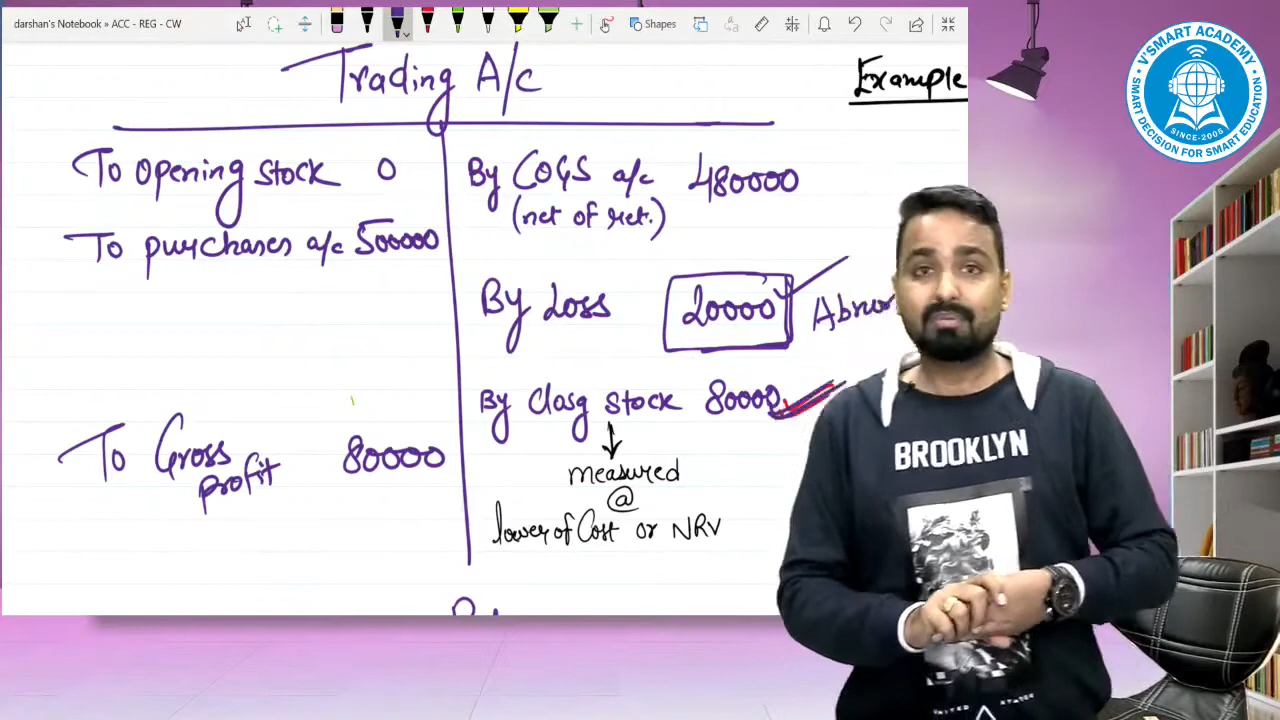 darshan's Notebook » ACC - REG - CW
Shapes
Trading A/c
Example
To opening stock 0
By COGS a/c 480000
(net of ret.)
To purchases a/c 500000
By Loss 20000
By closg stock 80000
To Gross profit 80000
measured
@
lower of Cost or NRV
V'SMART ACADEMY
SINCE-2005
SMART DECISION FOR SMART EDUCATION
BROOKLYN
UNITED STATES